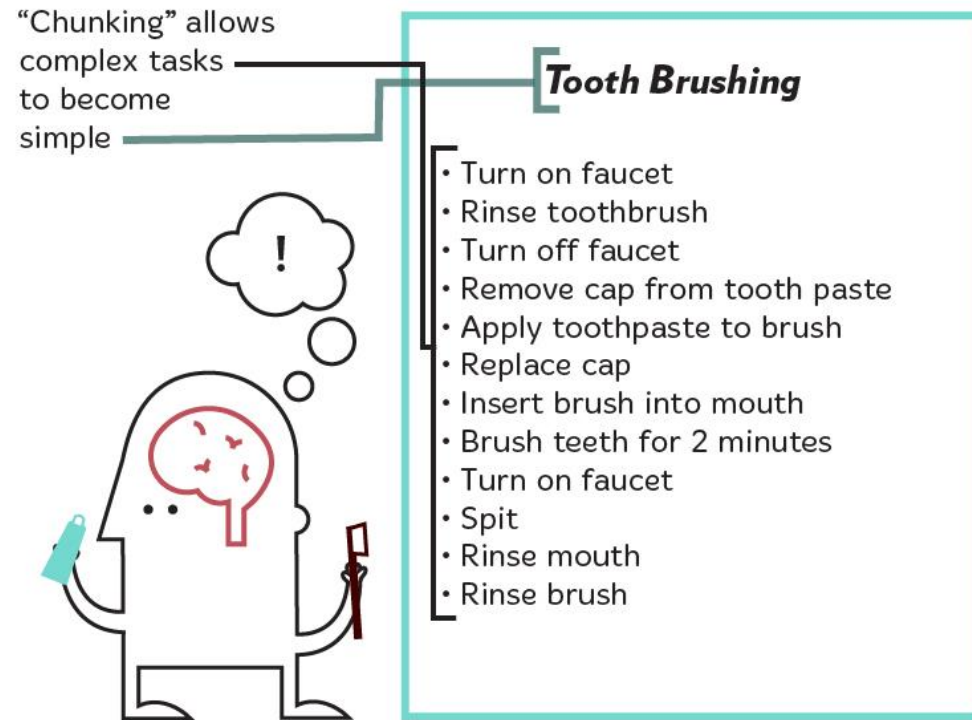 “Chunking” allows
complex tasks
to become
simple
Tooth Brushing
• Turn on faucet
• Rinse toothbrush
• Turn off faucet
• Remove cap from tooth paste
• Apply toothpaste to brush
• Replace cap
• Insert brush into mouth
• Brush teeth for 2 minutes
• Turn on faucet
• Spit
• Rinse mouth
• Rinse brush
!